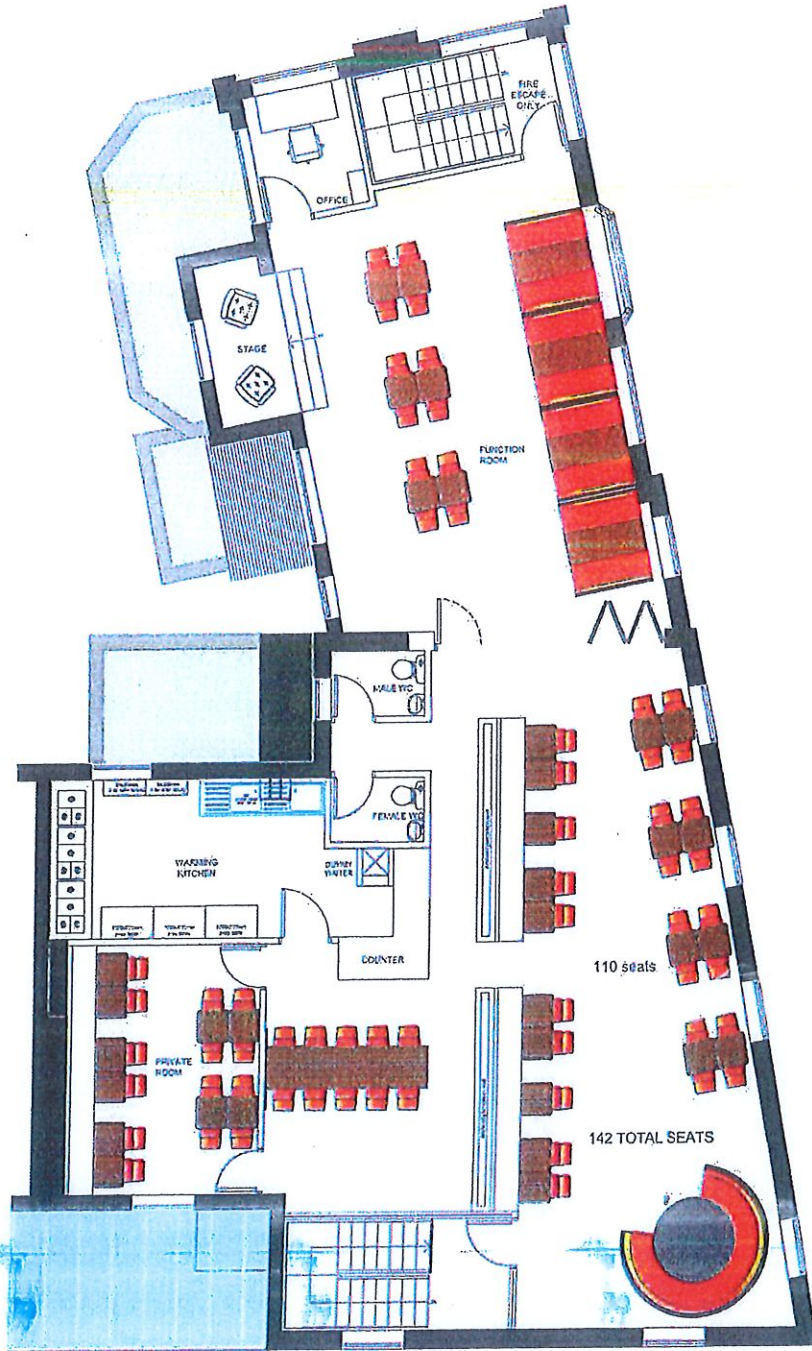 FIRE
ESCAPE
ONLY
OFFICE
STAGE
FUNCTION
ROOM
MALE WC
FEMALE WC
WARMING
KITCHEN
DUMMY
WAITER
COUNTER
110 seats
PRIVATE
ROOM
142 TOTAL SEATS